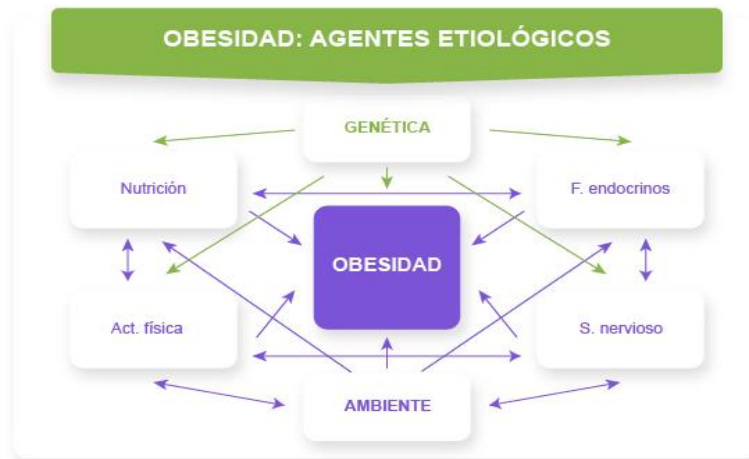 OBESIDAD: AGENTES ETIOLÓGICOS
GENÉTICA
Nutrición
F. endocrinos
OBESIDAD
Act. física
S. nervioso
AMBIENTE